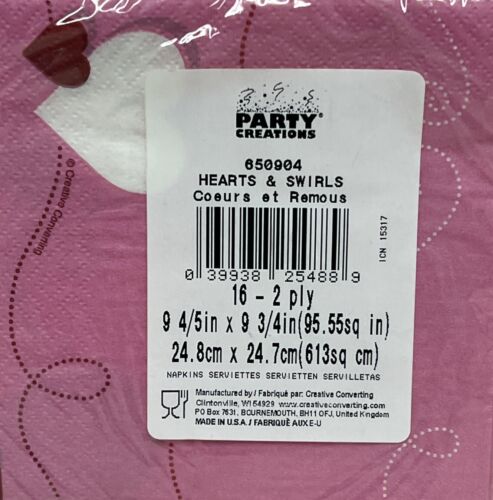 PARTY®
CREATIONS
650904
HEARTS & SWIRLS
Coeurs et Remous
0 39938 25488 9
ICN 15317
16 - 2 ply
9 4/5in x 9 3/4in(95.55sq in)
24.8cm x 24.7cm(613sq cm)
NAPKINS SERVIETTES SERVIETTEN SERVILLETAS
Manufactured by / Fabriqué par: Creative Converting
Clintonville, WI 54929 www.creativeconverting.com
PO Box 7631, BOURNEMOUTH, BH11 0FJ, United Kingdom
MADE IN U.S.A. / FABRIQUÉ AUX E-U
© Creative Converting